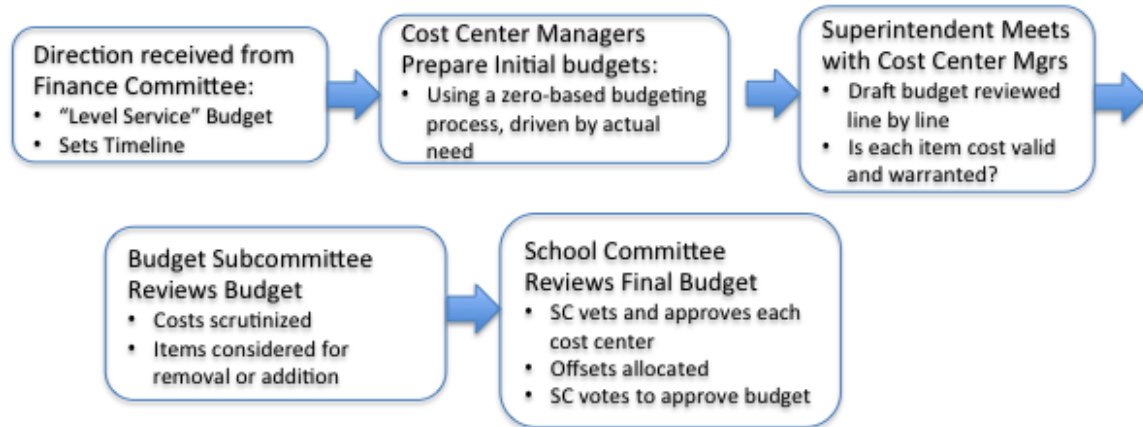 Direction received from
Finance Committee:
• “Level Service” Budget
• Sets Timeline
Cost Center Managers
Prepare Initial budgets:
• Using a zero-based budgeting
process, driven by actual
need
Superintendent Meets
with Cost Center Mgrs
• Draft budget reviewed
line by line
• Is each item cost valid
and warranted?
Budget Subcommittee
Reviews Budget
• Costs scrutinized
• Items considered for
removal or addition
School Committee
Reviews Final Budget
• SC vets and approves each
cost center
• Offsets allocated
• SC votes to approve budget